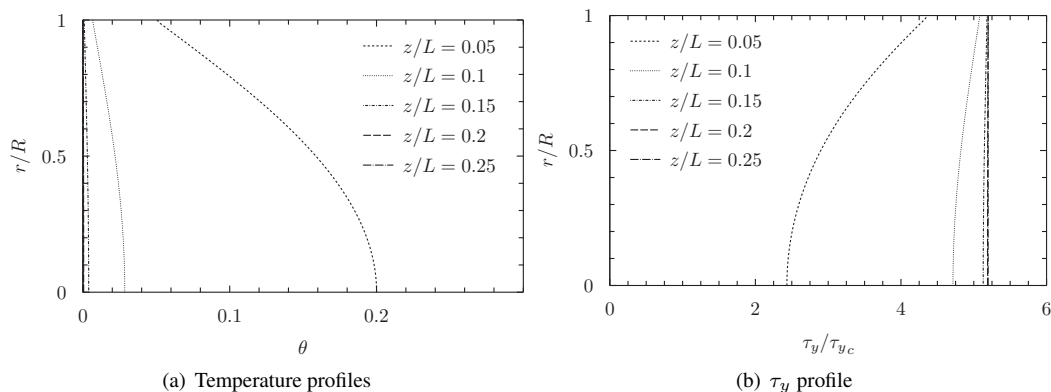 1
0.5
0
r/R
0
0.1
0.2
θ
z/L = 0.05
z/L = 0.1
z/L = 0.15
z/L = 0.2
z/L = 0.25
(a) Temperature profiles
1
0.5
0
r/R
0
2
4
6
τ_y/τ_{y_c}
z/L = 0.05
z/L = 0.1
z/L = 0.15
z/L = 0.2
z/L = 0.25
(b) τ_y profile